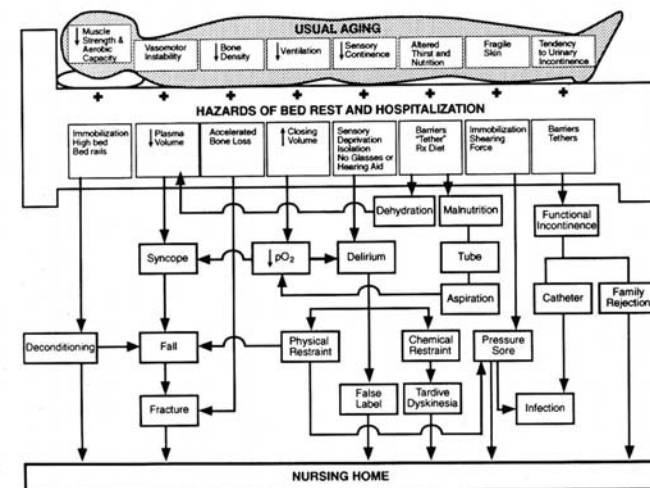 USUAL AGING
↓ Muscle
Strength &
Aerobic
Capacity
Vasomotor
Instability
↓ Bone
Density
↓ Ventilation
↓ Sensory
Continence
Altered
Thirst and
Nutrition
Fragile
Skin
Tendency
to Urinary
Incontinence
+ + + + + + + +
HAZARDS OF BED REST AND HOSPITALIZATION
Immobilization
High bed
Bed rails
↓ Plasma
Volume
Accelerated
Bone Loss
↑ Closing
Volume
Sensory
Deprivation
Isolation
No Glasses or
Hearing Aid
Barriers
"Tether"
Rx Diet
Immobilization
Shearing
Force
Barriers
Tethers
Dehydration
Malnutrition
Functional
Incontinence
Syncope
↓ pO₂
Delirium
Tube
Aspiration
Catheter
Family
Rejection
Deconditioning
Fall
Physical
Restraint
Chemical
Restraint
Pressure
Sore
Fracture
False
Label
Tardive
Dyskinesia
Infection
NURSING HOME